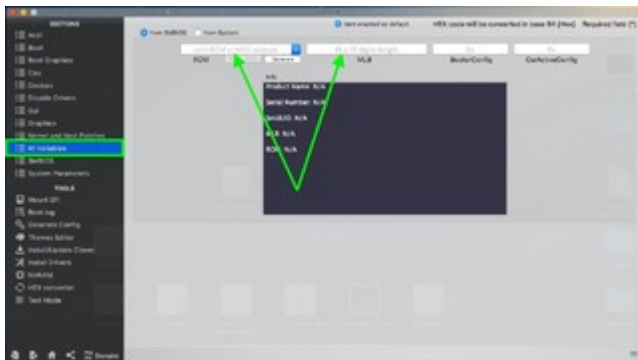 SECTIONS
ACPI
Boot
Boot Graphics
Cpu
Devices
Disable Drivers
Gui
Graphics
Kernel and Kext Patches
Rt Variables
SMBIOS
System Parameters
TOOLS
Mount EFI
Boot log
Generate Config
Themes Editor
Install/Update Clover
Install Drivers
NVRAM
HEX converter
Text Mode
Donate
From SMBIOS
From System
Item enabled by default
HEX code will be converted in base 64 (Hex)
Required field (*)
ROM
Generate
MLB
BooterConfig
CsrActiveConfig
Info
Product Name: N/A
Serial Number: N/A
SmUUID: N/A
MLB: N/A
ROM: N/A